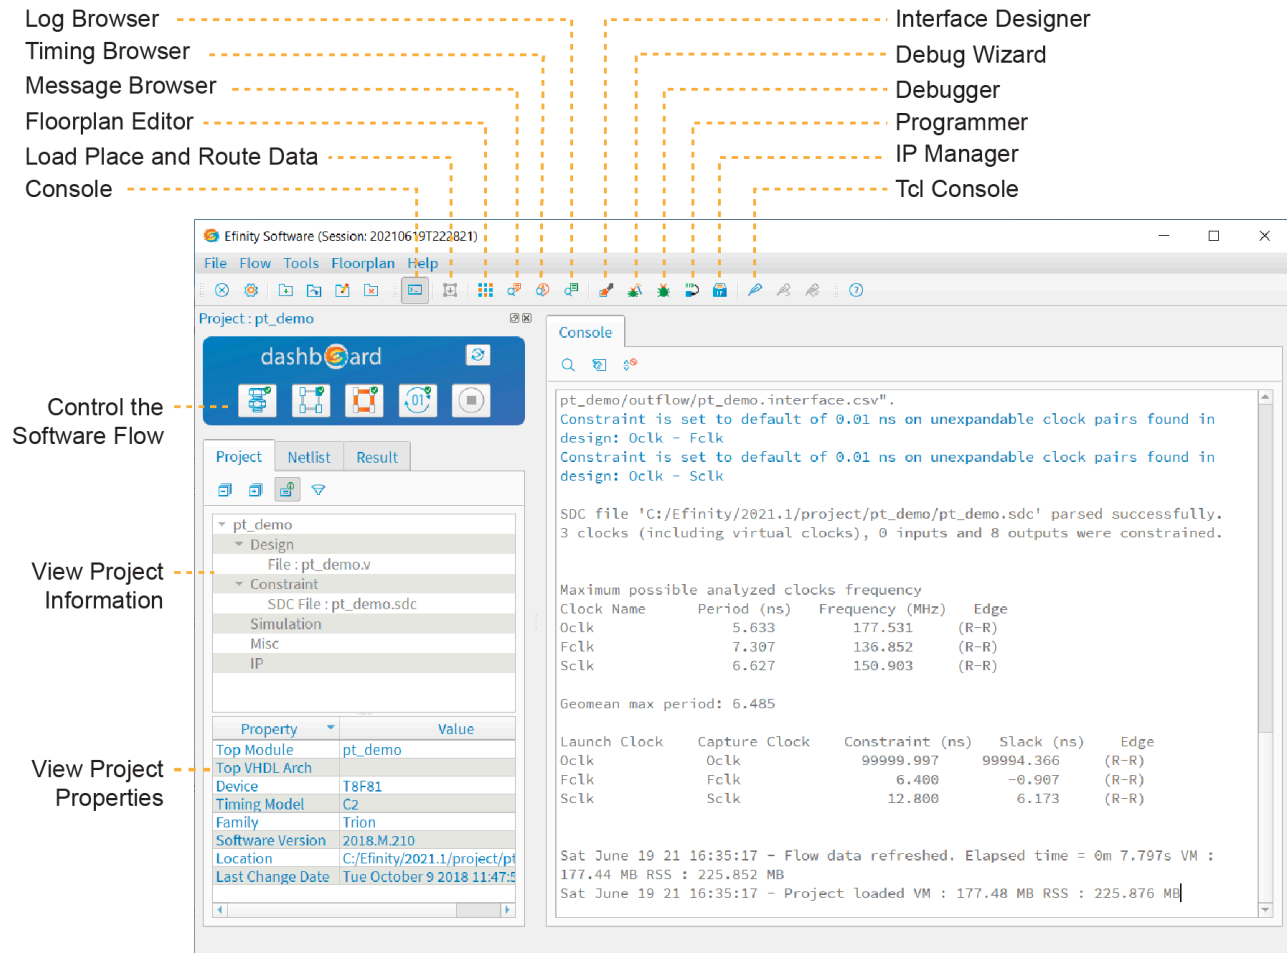 Log Browser
Timing Browser
Message Browser
Floorplan Editor
Load Place and Route Data
Console
Interface Designer
Debug Wizard
Debugger
Programmer
IP Manager
Tcl Console
Efinity Software (Session: 20210619T222821)
File Flow Tools Floorplan Help
Project : pt_demo
dashboard
01
Control the
Software Flow
Project Netlist Result
pt_demo
Design
File : pt_demo.v
Constraint
SDC File : pt_demo.sdc
Simulation
Misc
IP
View Project
Information
Property Value
Top Module pt_demo
Top VHDL Arch
Device T8F81
Timing Model C2
Family Trion
Software Version 2018.M.210
Location C:/Efinity/2021.1/project/pt
Last Change Date Tue October 9 2018 11:47:5
View Project
Properties
Console
pt_demo/outflow/pt_demo.interface.csv".
Constraint is set to default of 0.01 ns on unexpandable clock pairs found in
design: Oclk - Fclk
Constraint is set to default of 0.01 ns on unexpandable clock pairs found in
design: Oclk - Sclk
SDC file 'C:/Efinity/2021.1/project/pt_demo/pt_demo.sdc' parsed successfully.
3 clocks (including virtual clocks), 0 inputs and 8 outputs were constrained.
Maximum possible analyzed clocks frequency
Clock Name Period (ns) Frequency (MHz) Edge
Oclk 5.633 177.531 (R-R)
Fclk 7.307 136.852 (R-R)
Sclk 6.627 150.903 (R-R)
Geomean max period: 6.485
Launch Clock Capture Clock Constraint (ns) Slack (ns) Edge
Oclk Oclk 99999.997 99994.366 (R-R)
Fclk Fclk 6.400 -0.907 (R-R)
Sclk Sclk 12.800 6.173 (R-R)
Sat June 19 21 16:35:17 - Flow data refreshed. Elapsed time = 0m 7.797s VM :
177.44 MB RSS : 225.852 MB
Sat June 19 21 16:35:17 - Project loaded VM : 177.48 MB RSS : 225.876 MB